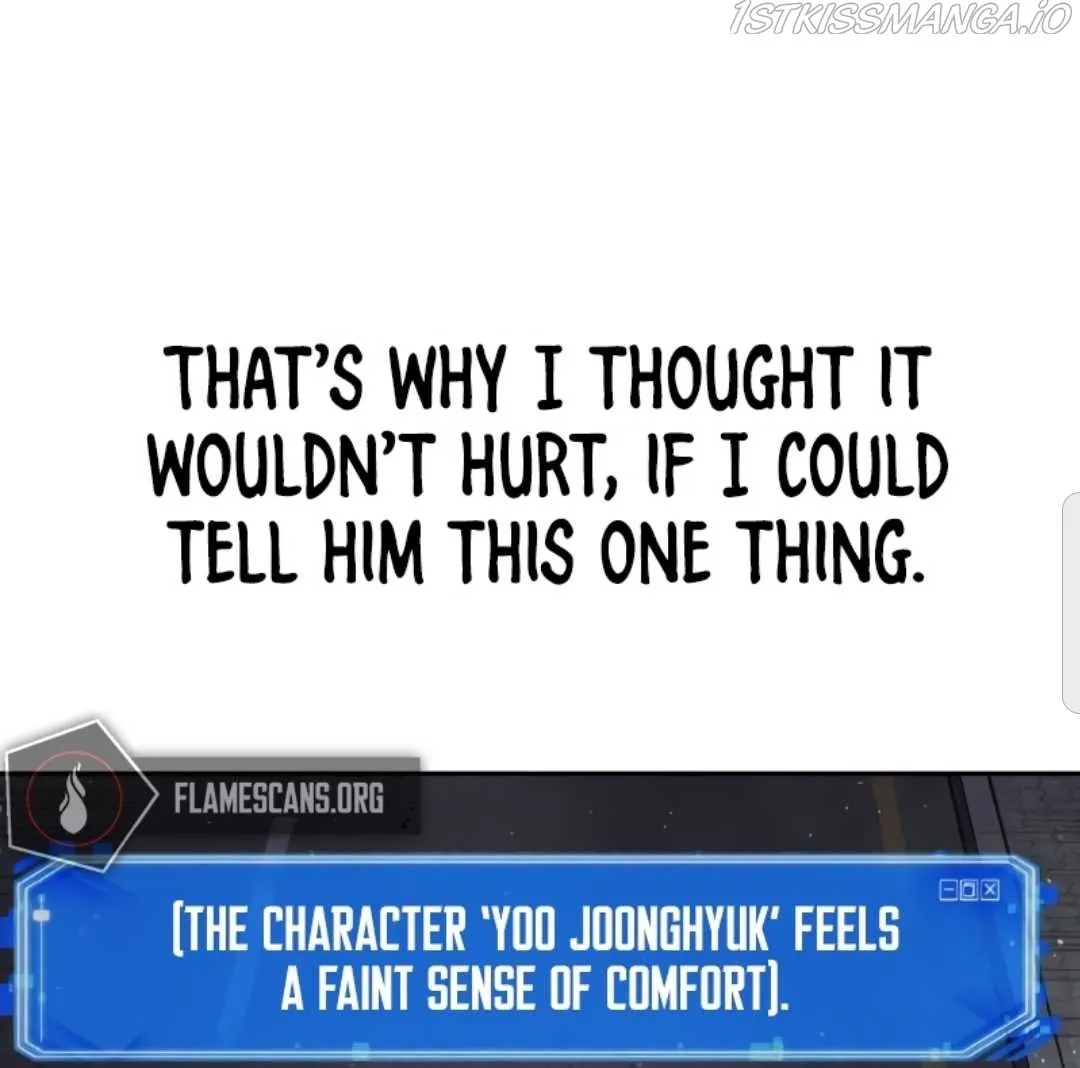 1STKISSMANGA.IO
THAT'S WHY I THOUGHT IT
WOULDN'T HURT, IF I COULD
TELL HIM THIS ONE THING.
FLAMESCANS.ORG
(THE CHARACTER 'YOO JOONGHYUK' FEELS
A FAINT SENSE OF COMFORT).